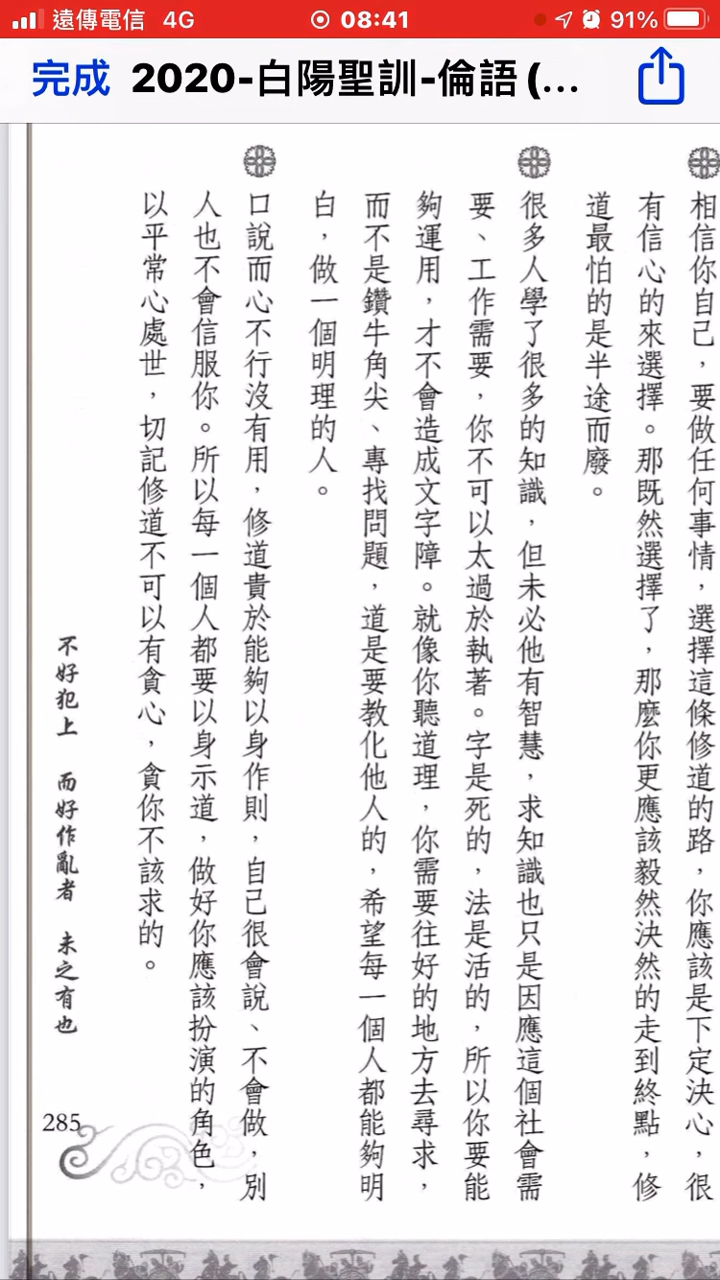 遠傳電信 4G 08:41 91%
完成 2020-白陽聖訓-倫語 (...
相信你自己，要做任何事情，選擇這條修道的路，你應該是下定決心，很
有信心的來選擇。那既然選擇了，那麼你更應該毅然決然的走到終點，修
道最怕的是半途而廢。
很多人學了很多的知識，但未必他有智慧，求知識也只是因應這個社會需
要、工作需要，你不可以太過於執著。字是死的，法是活的，所以你要能
夠運用，才不會造成文字障。就像你聽道理，你需要往好的地方去尋求，
而不是鑽牛角尖、專找問題，道是要教化他人的，希望每一個人都能夠明
白，做一個明理的人。
口說而心不行沒有用，修道貴於能夠以身作則，自己很會說、不會做，別
人也不會信服你。所以每一個人都要以身示道，做好你應該扮演的角色，
以平常心處世，切記修道不可以有貪心，貪你不該求的。
不好犯上 而好作亂者 未之有也
285